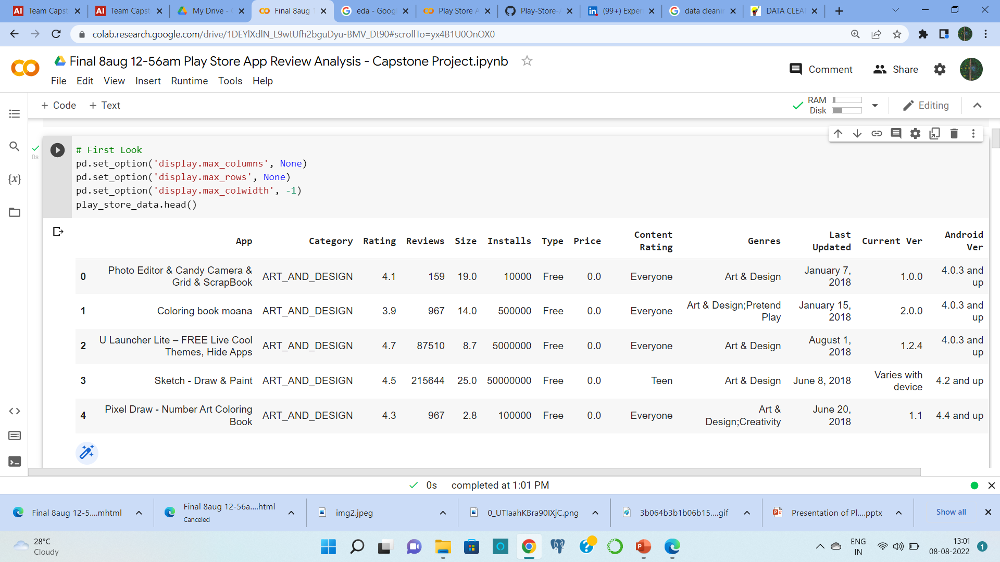 Team Capst
Team Capst
My Drive - G
Final 8aug 1
eda - Goog
Play Store A
Play-Store-A
(99+) Exper
data cleanin
DATA CLEA
colab.research.google.com/drive/1DEYlXdlN_L9wtUfh2bguDyu-BMV_Dt90#scrollTo=yx4B1U0OnOX0
Final 8aug 12-56am Play Store App Review Analysis - Capstone Project.ipynb
Comment
Share
File Edit View Insert Runtime Tools Help
+ Code + Text
RAM
Disk
Editing
0s
# First Look
pd.set_option('display.max_columns', None)
pd.set_option('display.max_rows', None)
pd.set_option('display.max_colwidth', -1)
play_store_data.head()
App Category Rating Reviews Size Installs Type Price Content Rating Genres Last Updated Current Ver Android Ver
0 Photo Editor & Candy Camera & Grid & ScrapBook ART_AND_DESIGN 4.1 159 19.0 10000 Free 0.0 Everyone Art & Design January 7, 2018 1.0.0 4.0.3 and up
1 Coloring book moana ART_AND_DESIGN 3.9 967 14.0 500000 Free 0.0 Everyone Art & Design;Pretend Play January 15, 2018 2.0.0 4.0.3 and up
2 U Launcher Lite – FREE Live Cool Themes, Hide Apps ART_AND_DESIGN 4.7 87510 8.7 5000000 Free 0.0 Everyone Art & Design August 1, 2018 1.2.4 4.0.3 and up
3 Sketch - Draw & Paint ART_AND_DESIGN 4.5 215644 25.0 50000000 Free 0.0 Teen Art & Design June 8, 2018 Varies with device 4.2 and up
4 Pixel Draw - Number Art Coloring Book ART_AND_DESIGN 4.3 967 2.8 100000 Free 0.0 Everyone Art & Design;Creativity June 20, 2018 1.1 4.4 and up
0s completed at 1:01 PM
Final 8aug 12-5....mhtml
Final 8aug 12-56a....html
Canceled
img2.jpeg
0_UTIaahKBra90IXjC.png
3b064b3b1b06b15....gif
Presentation of Pl....pptx
Show all
28°C
Cloudy
ENG
IN
13:01
08-08-2022
1